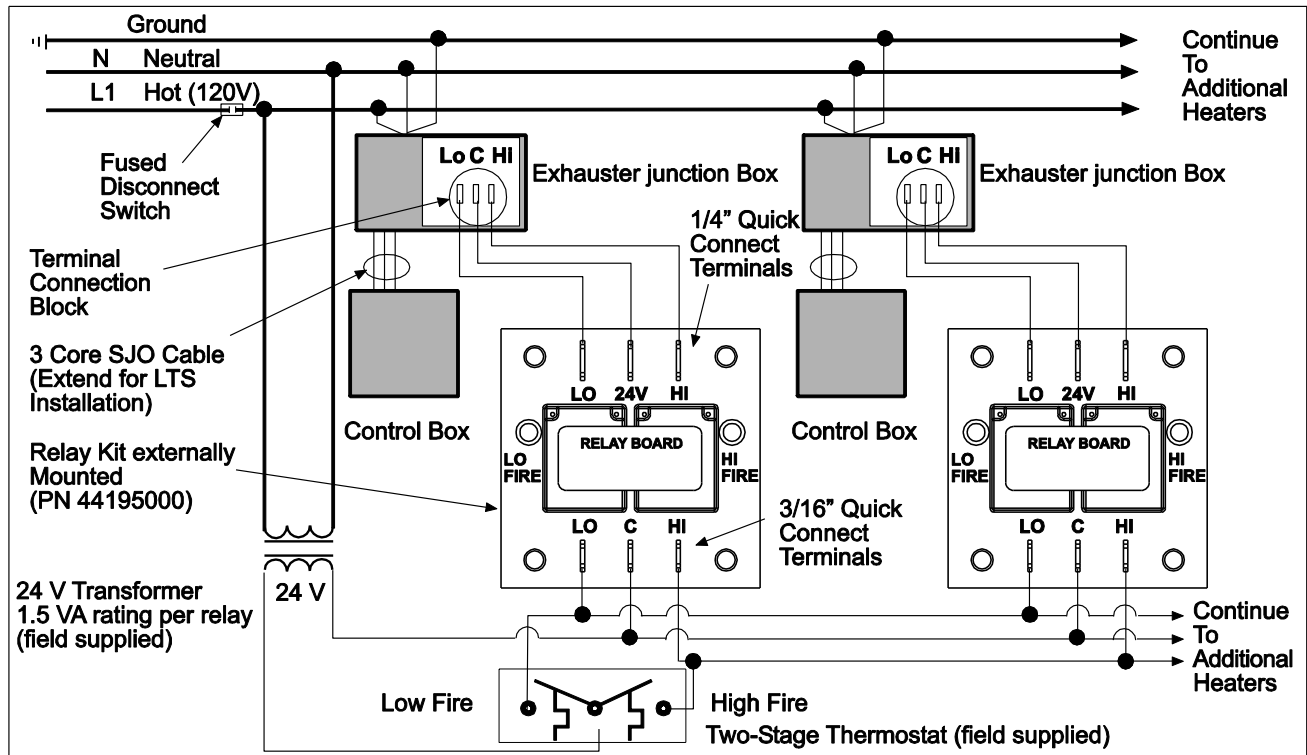 Ground
N Neutral
L1 Hot (120V)
Continue
To
Additional
Heaters
Fused
Disconnect
Switch
Lo C Hi
Exhauster junction Box
Lo C Hi
Exhauster junction Box
1/4” Quick
Connect
Terminals
Terminal
Connection
Block
3 Core SJO Cable
(Extend for LTS
Installation)
Control Box
Control Box
Relay Kit externally
Mounted
(PN 44195000)
LO 24V HI
RELAY BOARD
LO
FIRE
HI
FIRE
LO C HI
LO 24V HI
RELAY BOARD
LO
FIRE
HI
FIRE
LO C HI
3/16” Quick
Connect
Terminals
24 V Transformer
1.5 VA rating per relay
(field supplied)
24 V
Continue
To
Additional
Heaters
Low Fire
High Fire
Two-Stage Thermostat (field supplied)